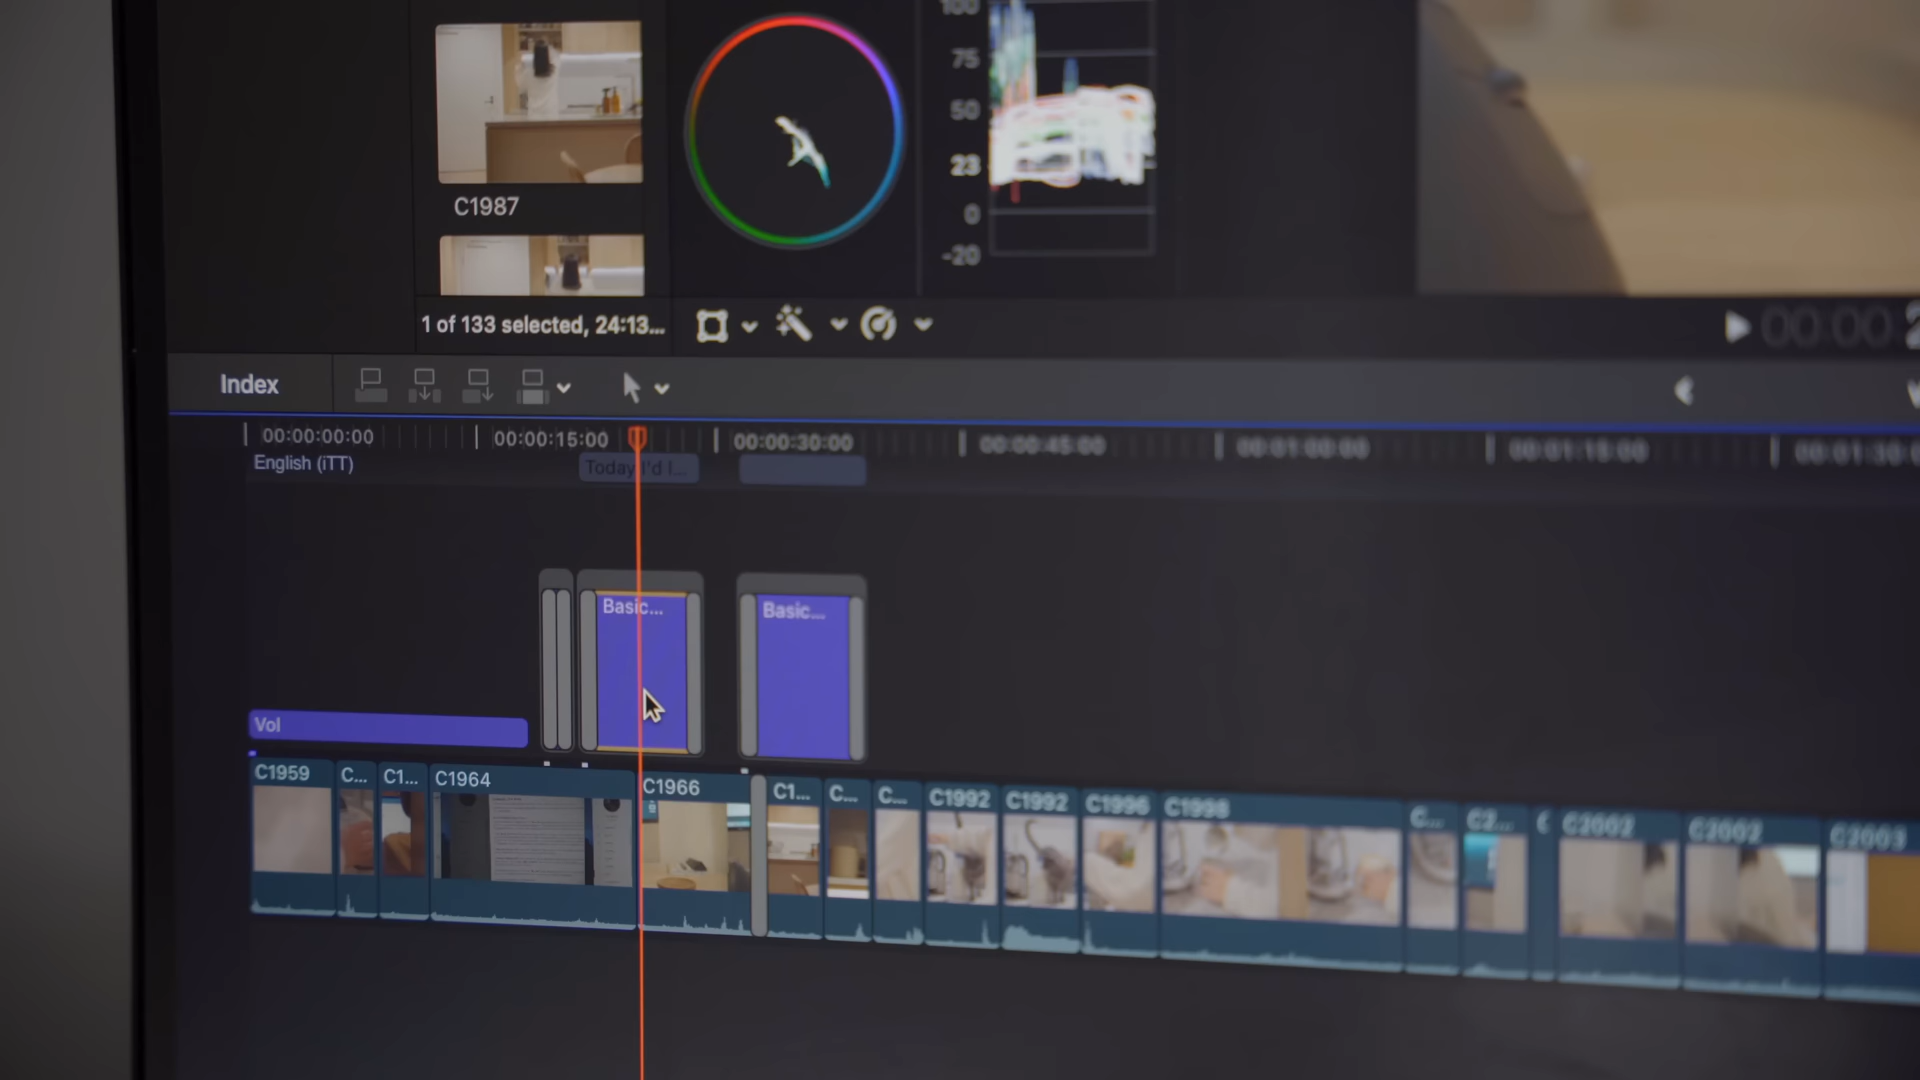 100
75
50
23
0
-20
C1987
1 of 133 selected, 24:13...
00:00
Index
00:00:00:00
00:00:15:00
00:00:30:00
00:00:45:00
00:01:00:00
00:01:15:00
00:01:30:0
English (iTT)
Today I'd l...
Basic...
Basic...
Vol
C1959
C...
C1...
C1964
C1966
C1...
C...
C...
C1992
C1992
C1996
C1998
C...
C2...
C
C2002
C2002
C2003